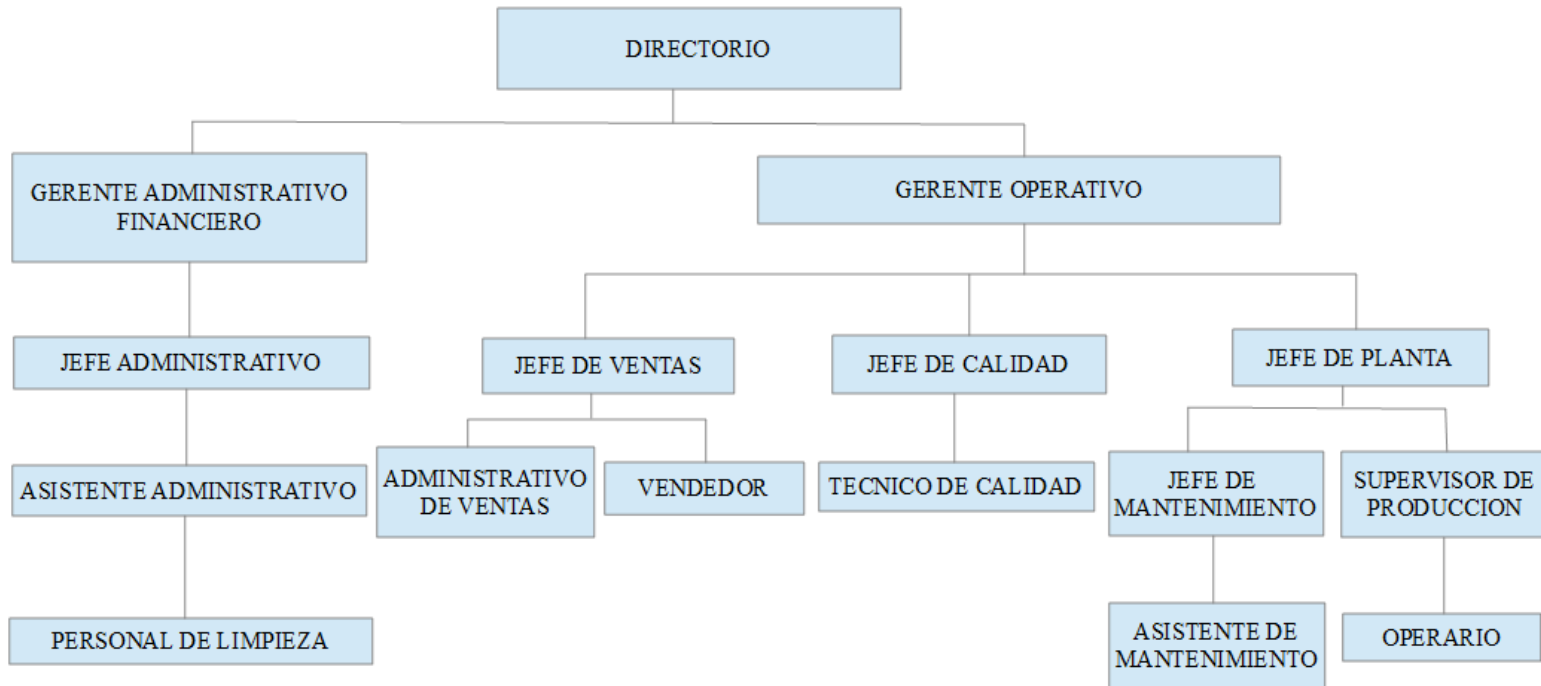 DIRECTORIO
GERENTE ADMINISTRATIVO
FINANCIERO
GERENTE OPERATIVO
JEFE ADMINISTRATIVO
JEFE DE VENTAS
JEFE DE CALIDAD
JEFE DE PLANTA
ASISTENTE ADMINISTRATIVO
ADMINISTRATIVO
DE VENTAS
VENDEDOR
TECNICO DE CALIDAD
JEFE DE
MANTENIMIENTO
SUPERVISOR DE
PRODUCCION
PERSONAL DE LIMPIEZA
ASISTENTE DE
MANTENIMIENTO
OPERARIO